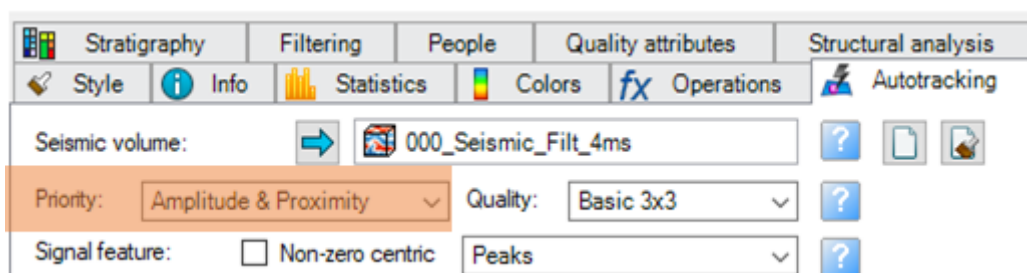 Stratigraphy Filtering People Quality attributes Structural analysis
Style Info Statistics Colors fx Operations Autotracking
Seismic volume: 000_Seismic_Filt_4ms ?
Priority: Amplitude & Proximity Quality: Basic 3x3 ?
Signal feature: Non-zero centric Peaks ?